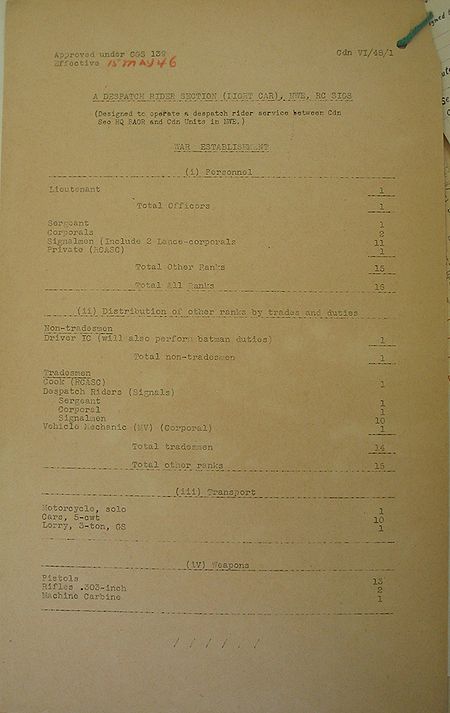 Approved under CGS 139 Cdn VI/48/1
Effective 15 MAY 46
A DESPATCH RIDER SECTION (LIGHT CAR), NWE, RC SIGS
(Designed to operate a despatch rider service between Cdn
Sec HQ BAOR and Cdn Units in NWE.)
WAR ESTABLISHMENT
(i) Personnel
Lieutenant 1
Total Officers 1
Sergeant 1
Corporals 2
Signalmen (Include 2 Lance-corporals 11
Private (RCASC) 1
Total Other Ranks 15
Total All Ranks 16
(ii) Distribution of other ranks by trades and duties
Non-tradesmen
Driver IC (will also perform batman duties) 1
Total non-tradesmen 1
Tradesmen
Cook (RCASC) 1
Despatch Riders (Signals)
Sergeant 1
Corporal 1
Signalmen 10
Vehicle Mechanic (MV) (Corporal) 1
Total tradesmen 14
Total other ranks 15
(iii) Transport
Motorcycle, solo 1
Cars, 5-cwt 10
Lorry, 3-ton, GS 1
(iv) Weapons
Pistols 13
Rifles .303-inch 2
Machine Carbine 1